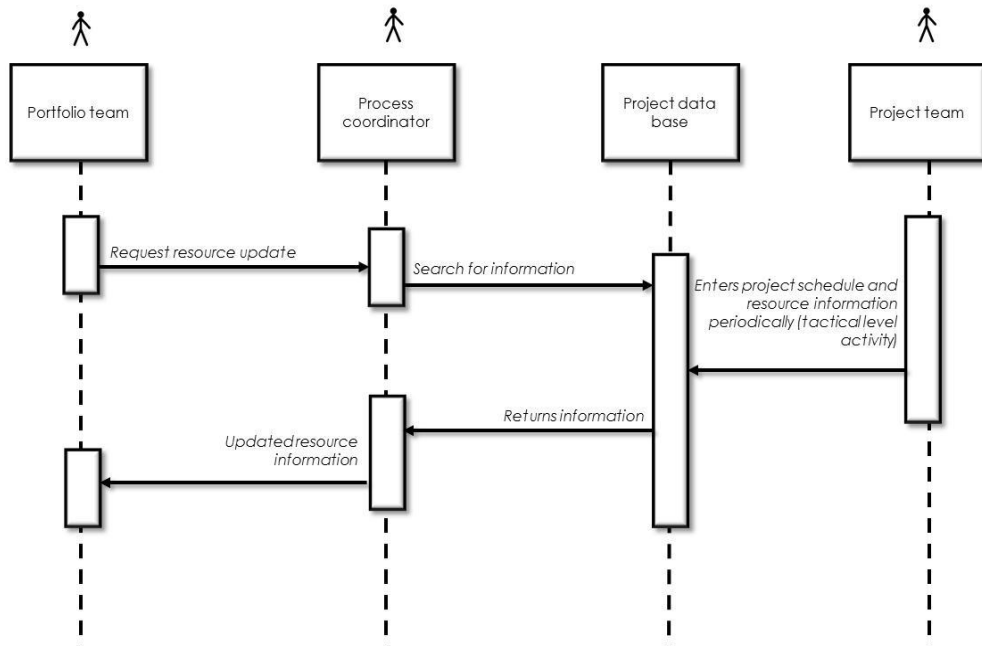 Portfolio team
Process
coordinator
Project data
base
Project team
Request resource update
Search for information
Enters project schedule and
resource information
periodically (tactical level
activity)
Returns information
Updated resource
information